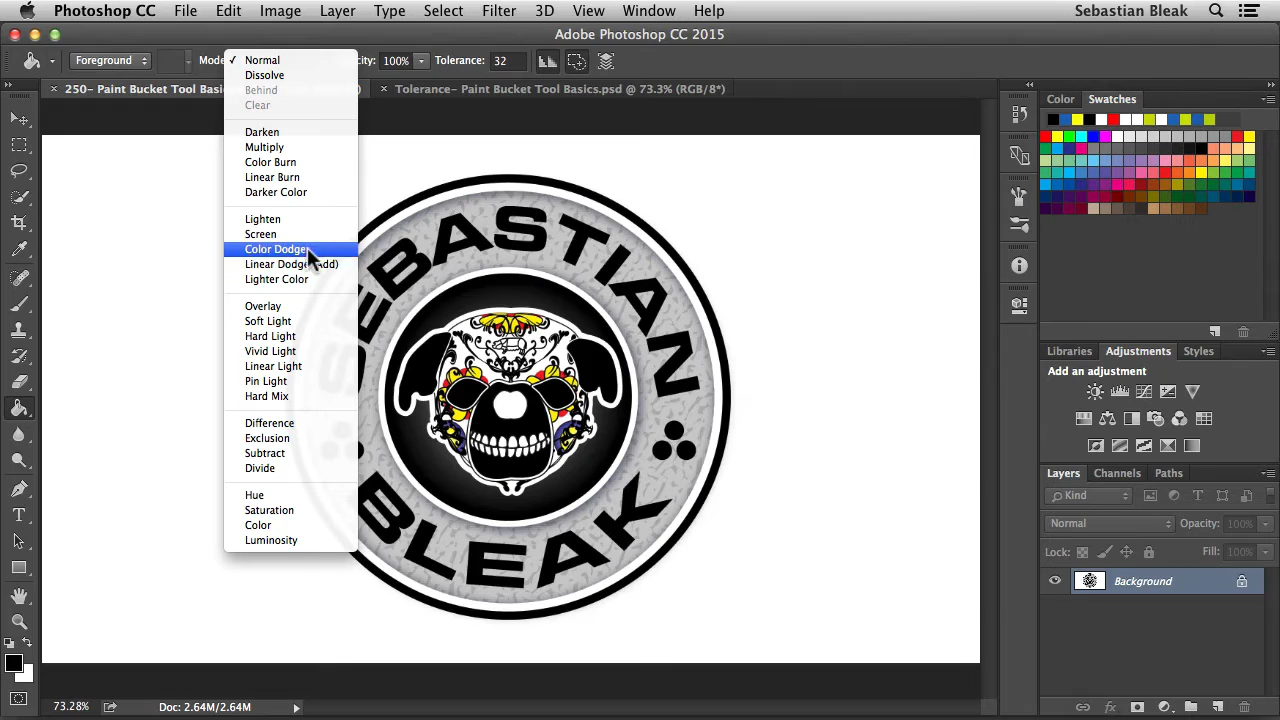 Photoshop CC File Edit Image Layer Type Select Filter 3D View Window Help Sebastian Bleak
Adobe Photoshop CC 2015
Foreground Mode Opacity: 100% Tolerance: 32
250- Paint Bucket Tool Bas
Tolerance- Paint Bucket Tool Basics.psd @ 73.3% (RGB/8*)
Normal
Dissolve
Behind
Clear
Darken
Multiply
Color Burn
Linear Burn
Darker Color
Lighten
Screen
Color Dodge
Linear Dodge (Add)
Lighter Color
Overlay
Soft Light
Hard Light
Vivid Light
Linear Light
Pin Light
Hard Mix
Difference
Exclusion
Subtract
Divide
Hue
Saturation
Color
Luminosity
SEBASTIAN
BLEAK
Color Swatches
Libraries Adjustments Styles
Add an adjustment
Layers Channels Paths
Kind
Normal Opacity: 100%
Lock: Fill: 100%
Background
73.28% Doc: 2.64M/2.64M